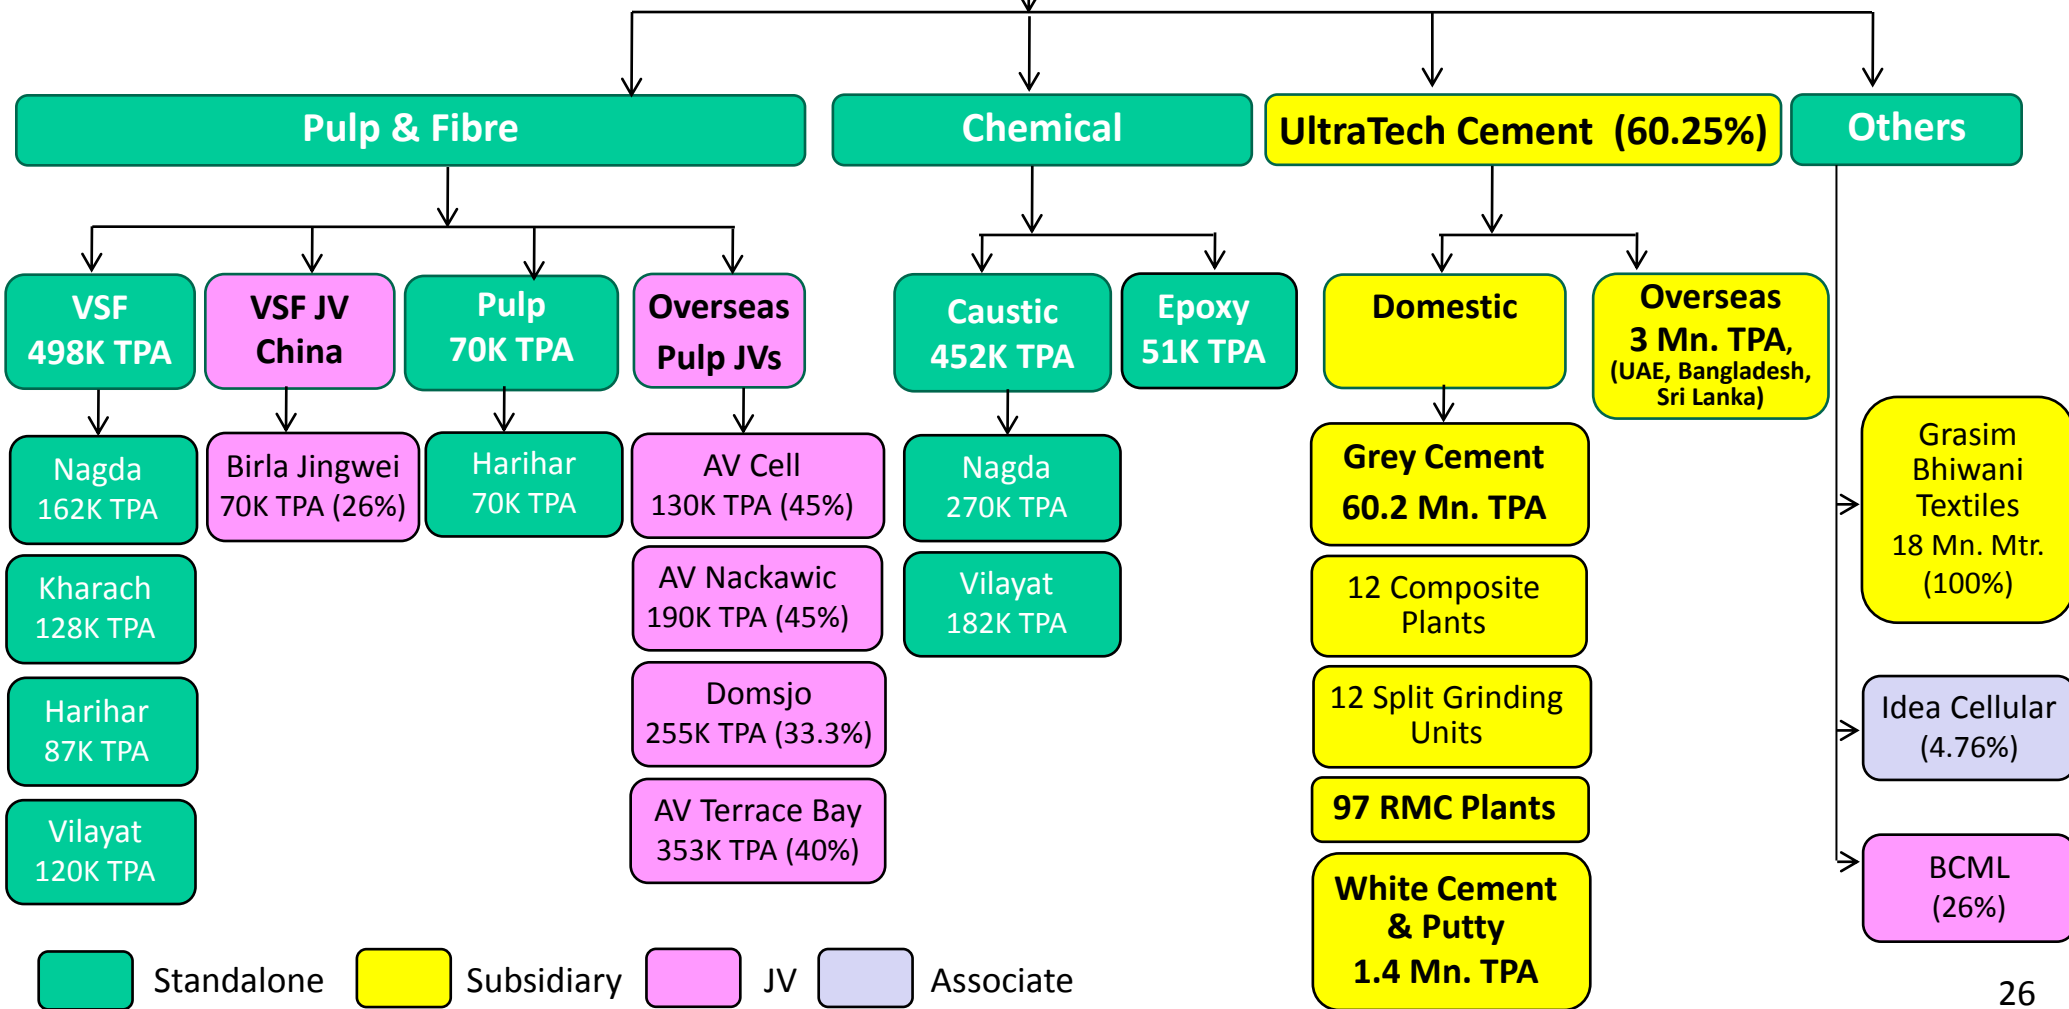 Pulp & Fibre
Chemical
UltraTech Cement (60.25%)
Others
VSF
498K TPA
VSF JV
China
Pulp
70K TPA
Overseas
Pulp JVs
Caustic
452K TPA
Epoxy
51K TPA
Domestic
Overseas
3 Mn. TPA,
(UAE, Bangladesh,
Sri Lanka)
Nagda
162K TPA
Kharach
128K TPA
Harihar
87K TPA
Vilayat
120K TPA
Birla Jingwei
70K TPA (26%)
Harihar
70K TPA
AV Cell
130K TPA (45%)
AV Nackawic
190K TPA (45%)
Domsjo
255K TPA (33.3%)
AV Terrace Bay
353K TPA (40%)
Nagda
270K TPA
Vilayat
182K TPA
Grey Cement
60.2 Mn. TPA
12 Composite
Plants
12 Split Grinding
Units
97 RMC Plants
White Cement
& Putty
1.4 Mn. TPA
Grasim
Bhiwani
Textiles
18 Mn. Mtr.
(100%)
Idea Cellular
(4.76%)
BCML
(26%)
Standalone
Subsidiary
JV
Associate
26